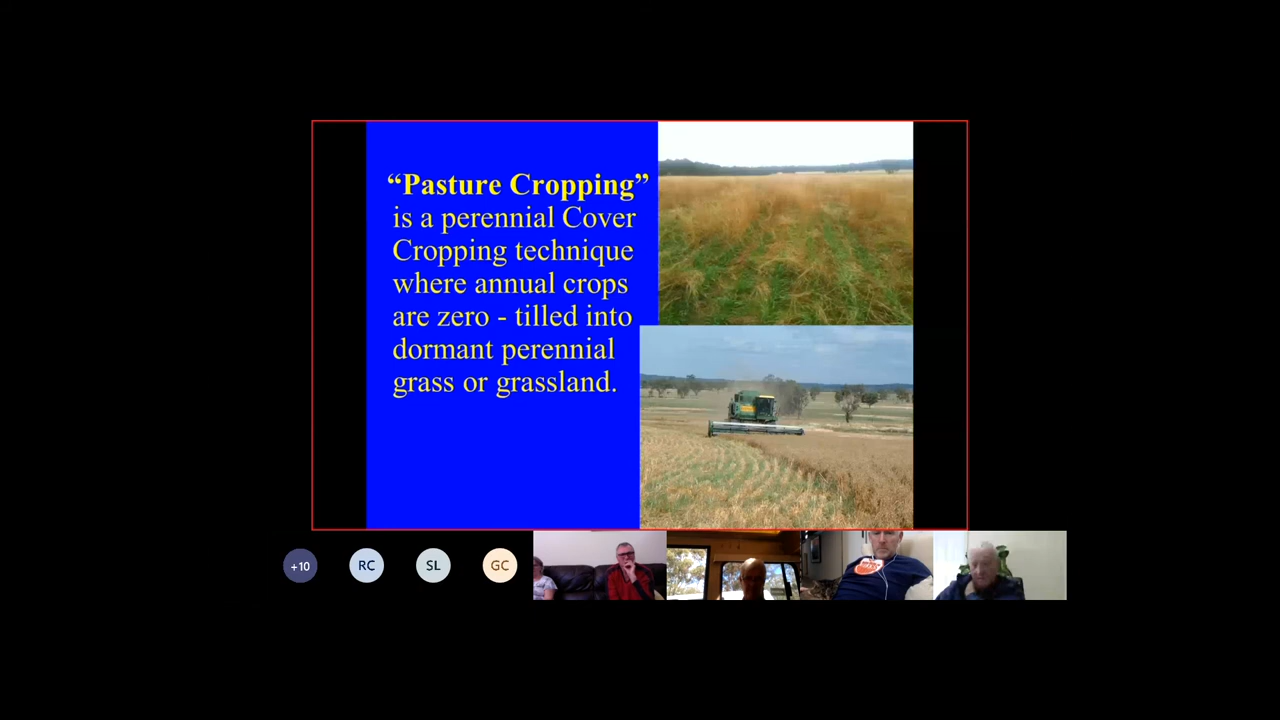 “Pasture Cropping”
is a perennial Cover
Cropping technique
where annual crops
are zero - tilled into
dormant perennial
grass or grassland.
+10
RC
SL
GC